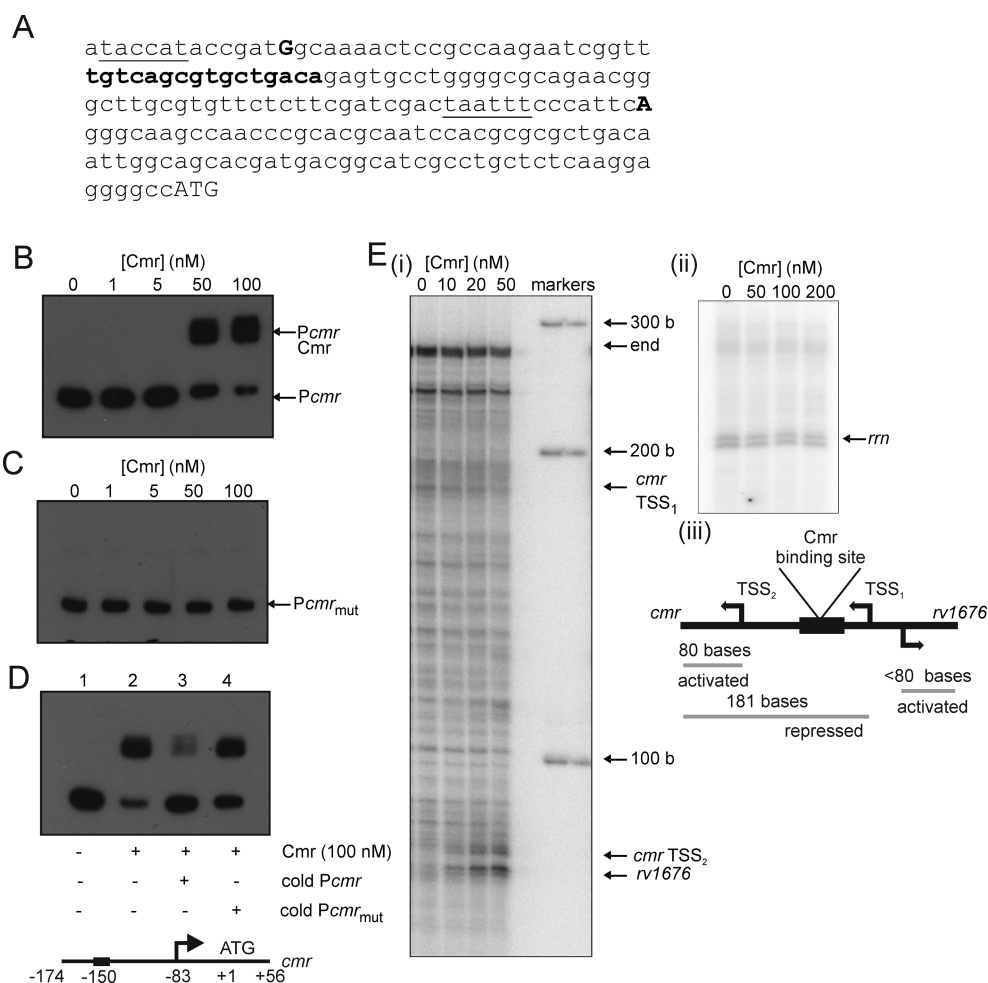 A
ataccataccgatGgcaaaactccgccaagaatcggtt
tgtcagcgtgctgacagagtgcctggggcgcagaacgg
gcttgcgtgttctcttcgatcgactaatttcccattcA
gggcaagccaacccgcacgcaatccacgcgcgctgaca
attggcagcacgatgacggcatcgcctgctctcaagga
ggggccATG
B
[Cmr] (nM)
0 1 5 50 100
Pcmr
Cmr
Pcmr
C
[Cmr] (nM)
0 1 5 50 100
Pcmrmut
D
1 2 3 4
- + + + Cmr (100 nM)
- - + - cold Pcmr
- - - + cold Pcmrmut
ATG
cmr
-174 -150 -83 +1 +56
E
(i)
[Cmr] (nM)
0 10 20 50 markers
300 b
end
200 b
cmr
TSS1
100 b
cmr TSS2
rv1676
(ii)
[Cmr] (nM)
0 50 100 200
rrn
(iii)
Cmr
binding site
TSS2 TSS1
cmr rv1676
80 bases
activated
<80 bases
activated
181 bases
repressed